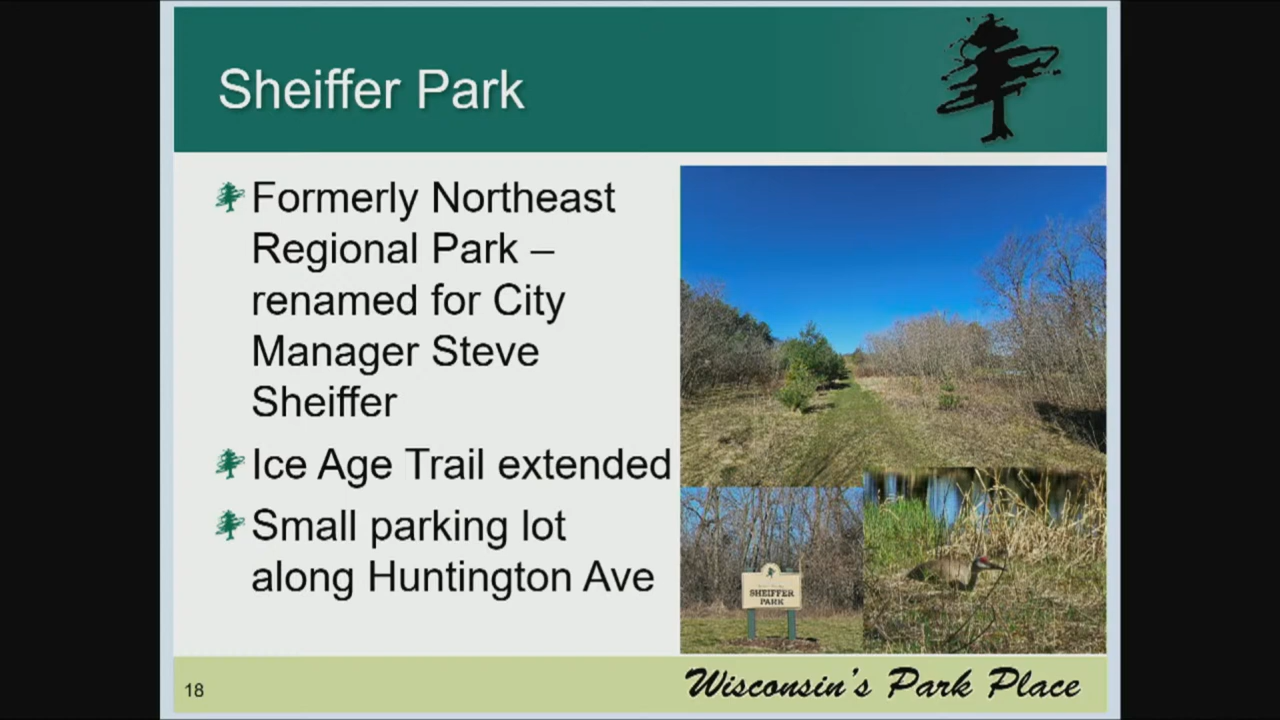 Sheiffer Park
Formerly Northeast
Regional Park –
renamed for City
Manager Steve
Sheiffer
Ice Age Trail extended
Small parking lot
along Huntington Ave
SHEIFFER
PARK
18
Wisconsin's Park Place